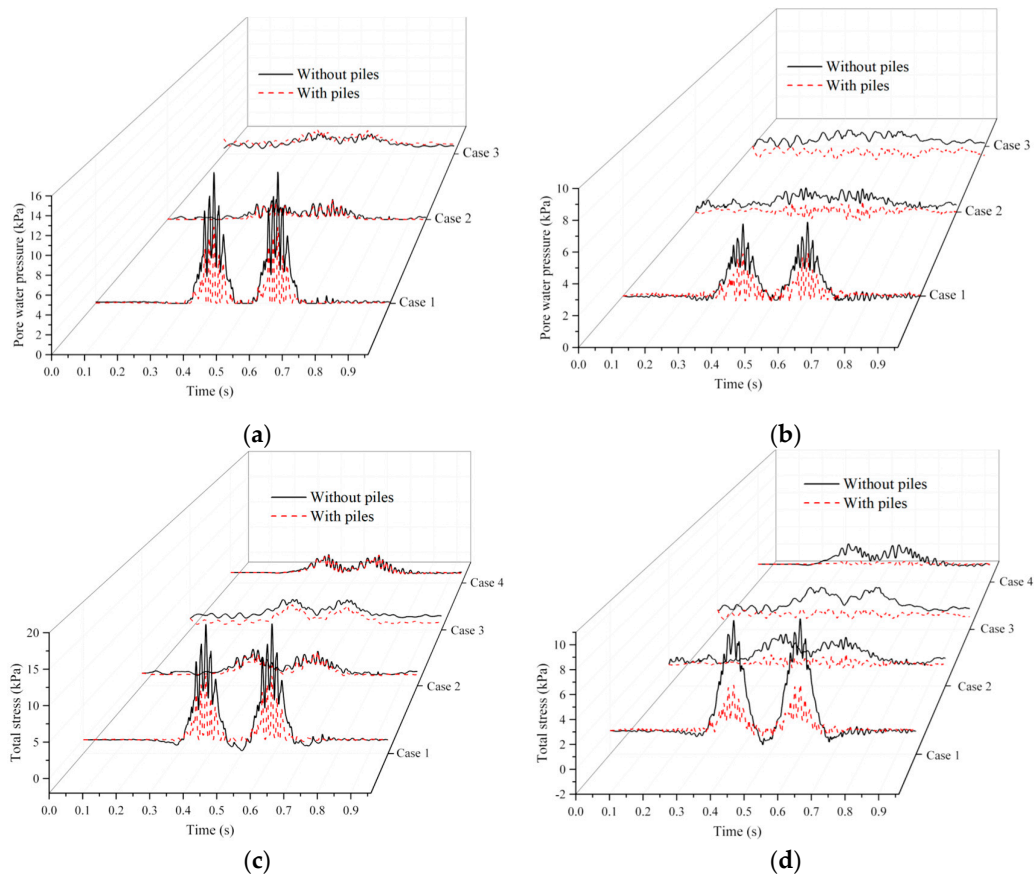 Without piles
With piles
Case 3
Case 2
Case 1
16
14
12
10
8
6
4
2
0
Pore water pressure (kPa)
0.0 0.1 0.2 0.3 0.4 0.5 0.6 0.7 0.8 0.9
Time (s)
(a)
Without piles
With piles
Case 3
Case 2
Case 1
10
8
6
4
2
0
Pore water pressure (kPa)
0.0 0.1 0.2 0.3 0.4 0.5 0.6 0.7 0.8 0.9
Time (s)
(b)
Without piles
With piles
Case 4
Case 3
Case 2
Case 1
20
15
10
5
0
Total stress (kPa)
0.0 0.1 0.2 0.3 0.4 0.5 0.6 0.7 0.8 0.9
Time (s)
(c)
Without piles
With piles
Case 4
Case 3
Case 2
Case 1
10
8
6
4
2
0
-2
Total stress (kPa)
0.0 0.1 0.2 0.3 0.4 0.5 0.6 0.7 0.8 0.9
Time (s)
(d)